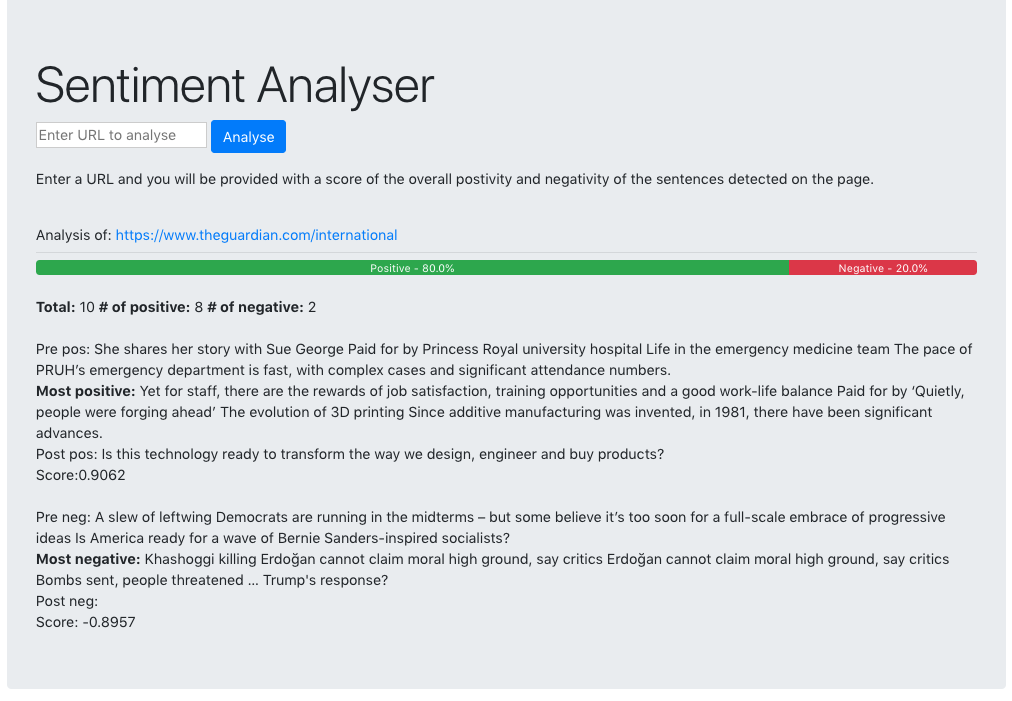 Sentiment Analyser
Enter URL to analyse Analyse
Enter a URL and you will be provided with a score of the overall postivity and negativity of the sentences detected on the page.
Analysis of: https://www.theguardian.com/international
Positive - 80.0% Negative - 20.0%
Total: 10 # of positive: 8 # of negative: 2
Pre pos: She shares her story with Sue George Paid for by Princess Royal university hospital Life in the emergency medicine team The pace of
PRUH’s emergency department is fast, with complex cases and significant attendance numbers.
Most positive: Yet for staff, there are the rewards of job satisfaction, training opportunities and a good work-life balance Paid for by ‘Quietly,
people were forging ahead’ The evolution of 3D printing Since additive manufacturing was invented, in 1981, there have been significant
advances.
Post pos: Is this technology ready to transform the way we design, engineer and buy products?
Score:0.9062
Pre neg: A slew of leftwing Democrats are running in the midterms – but some believe it’s too soon for a full-scale embrace of progressive
ideas Is America ready for a wave of Bernie Sanders-inspired socialists?
Most negative: Khashoggi killing Erdoğan cannot claim moral high ground, say critics Erdoğan cannot claim moral high ground, say critics
Bombs sent, people threatened … Trump's response?
Post neg:
Score: -0.8957